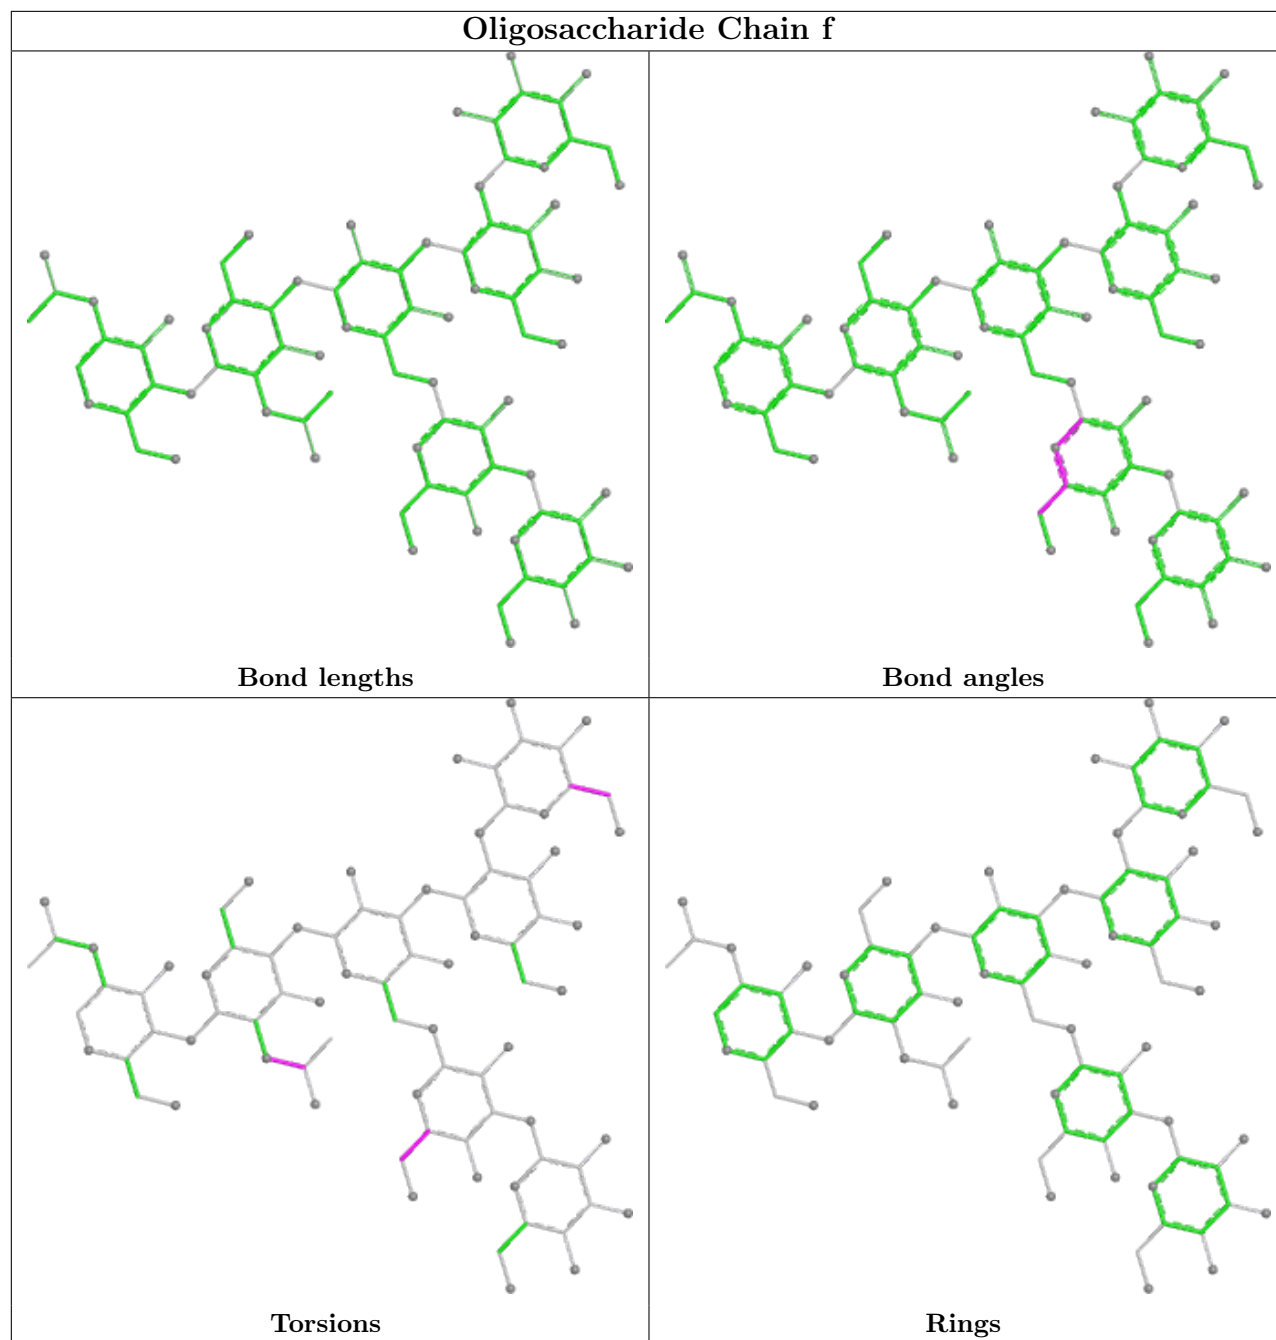 Oligosaccharide Chain f
Bond lengths
Bond angles
Torsions
Rings